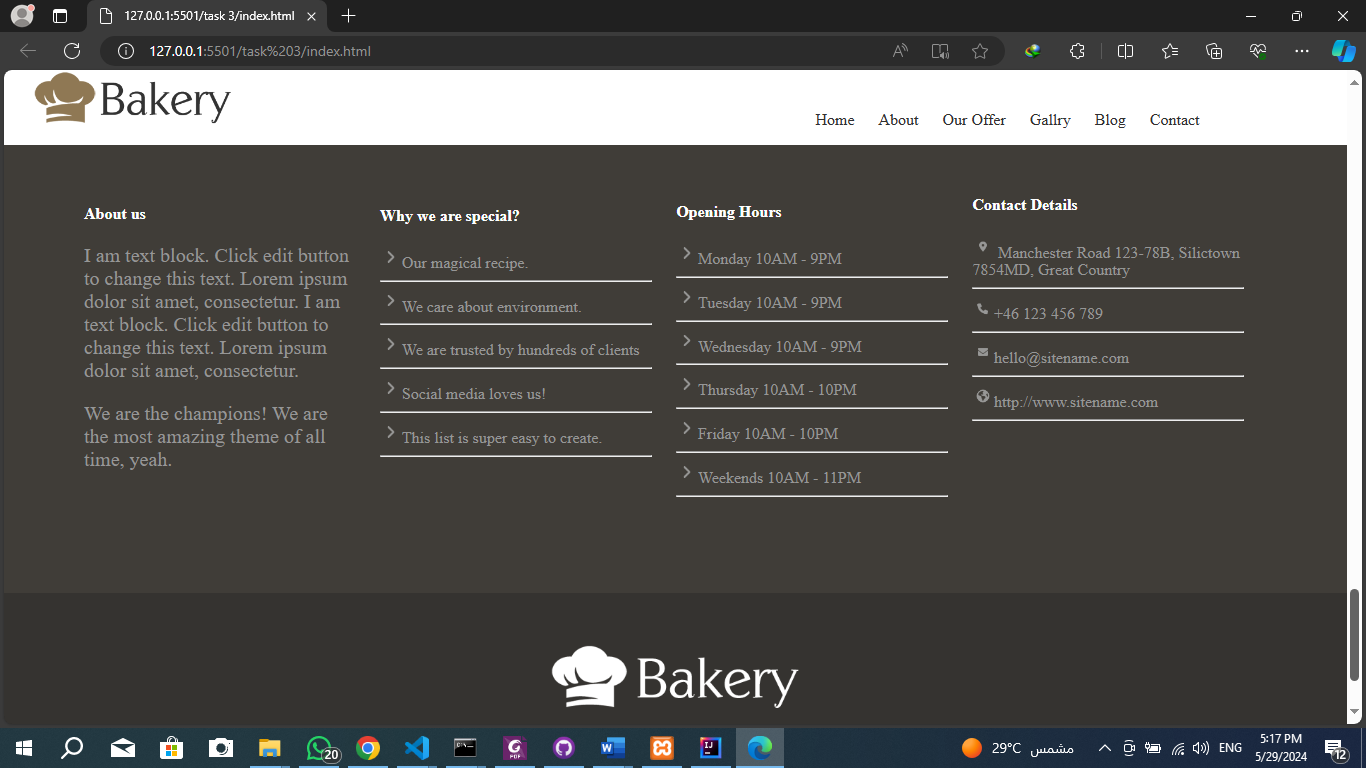 127.0.0.1:5501/task 3/index.html
127.0.0.1:5501/task%203/index.html
Bakery
Home About Our Offer Gallry Blog Contact
About us
I am text block. Click edit button
to change this text. Lorem ipsum
dolor sit amet, consectetur. I am
text block. Click edit button to
change this text. Lorem ipsum
dolor sit amet, consectetur.
We are the champions! We are
the most amazing theme of all
time, yeah.
Why we are special?
Our magical recipe.
We care about environment.
We are trusted by hundreds of clients
Social media loves us!
This list is super easy to create.
Opening Hours
Monday 10AM - 9PM
Tuesday 10AM - 9PM
Wednesday 10AM - 9PM
Thursday 10AM - 10PM
Friday 10AM - 10PM
Weekends 10AM - 11PM
Contact Details
Manchester Road 123-78B, Silictown
7854MD, Great Country
+46 123 456 789
hello@sitename.com
http://www.sitename.com
Bakery
20
29°C مشمس
ENG
5:17 PM
5/29/2024
12